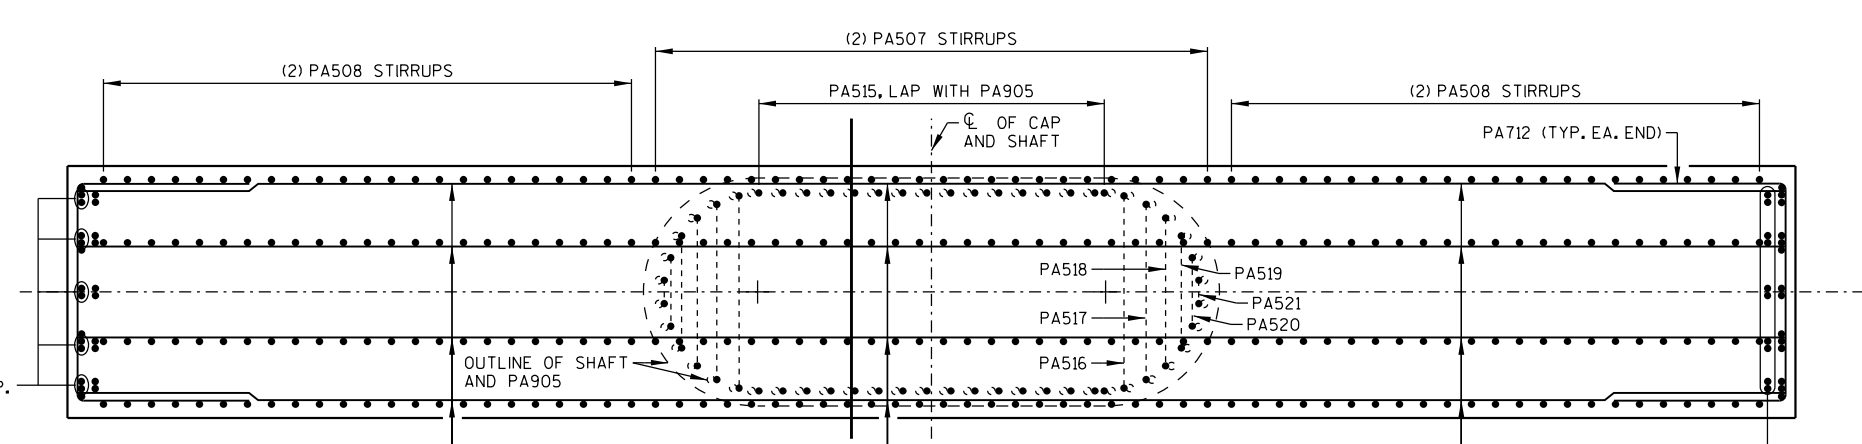 (2) PA507 STIRRUPS
(2) PA508 STIRRUPS
PA515, LAP WITH PA905
(2) PA508 STIRRUPS
℄ OF CAP
AND SHAFT
PA712 (TYP. EA. END)
PA518
PA519
PA521
PA517
PA520
OUTLINE OF SHAFT
AND PA905
PA516